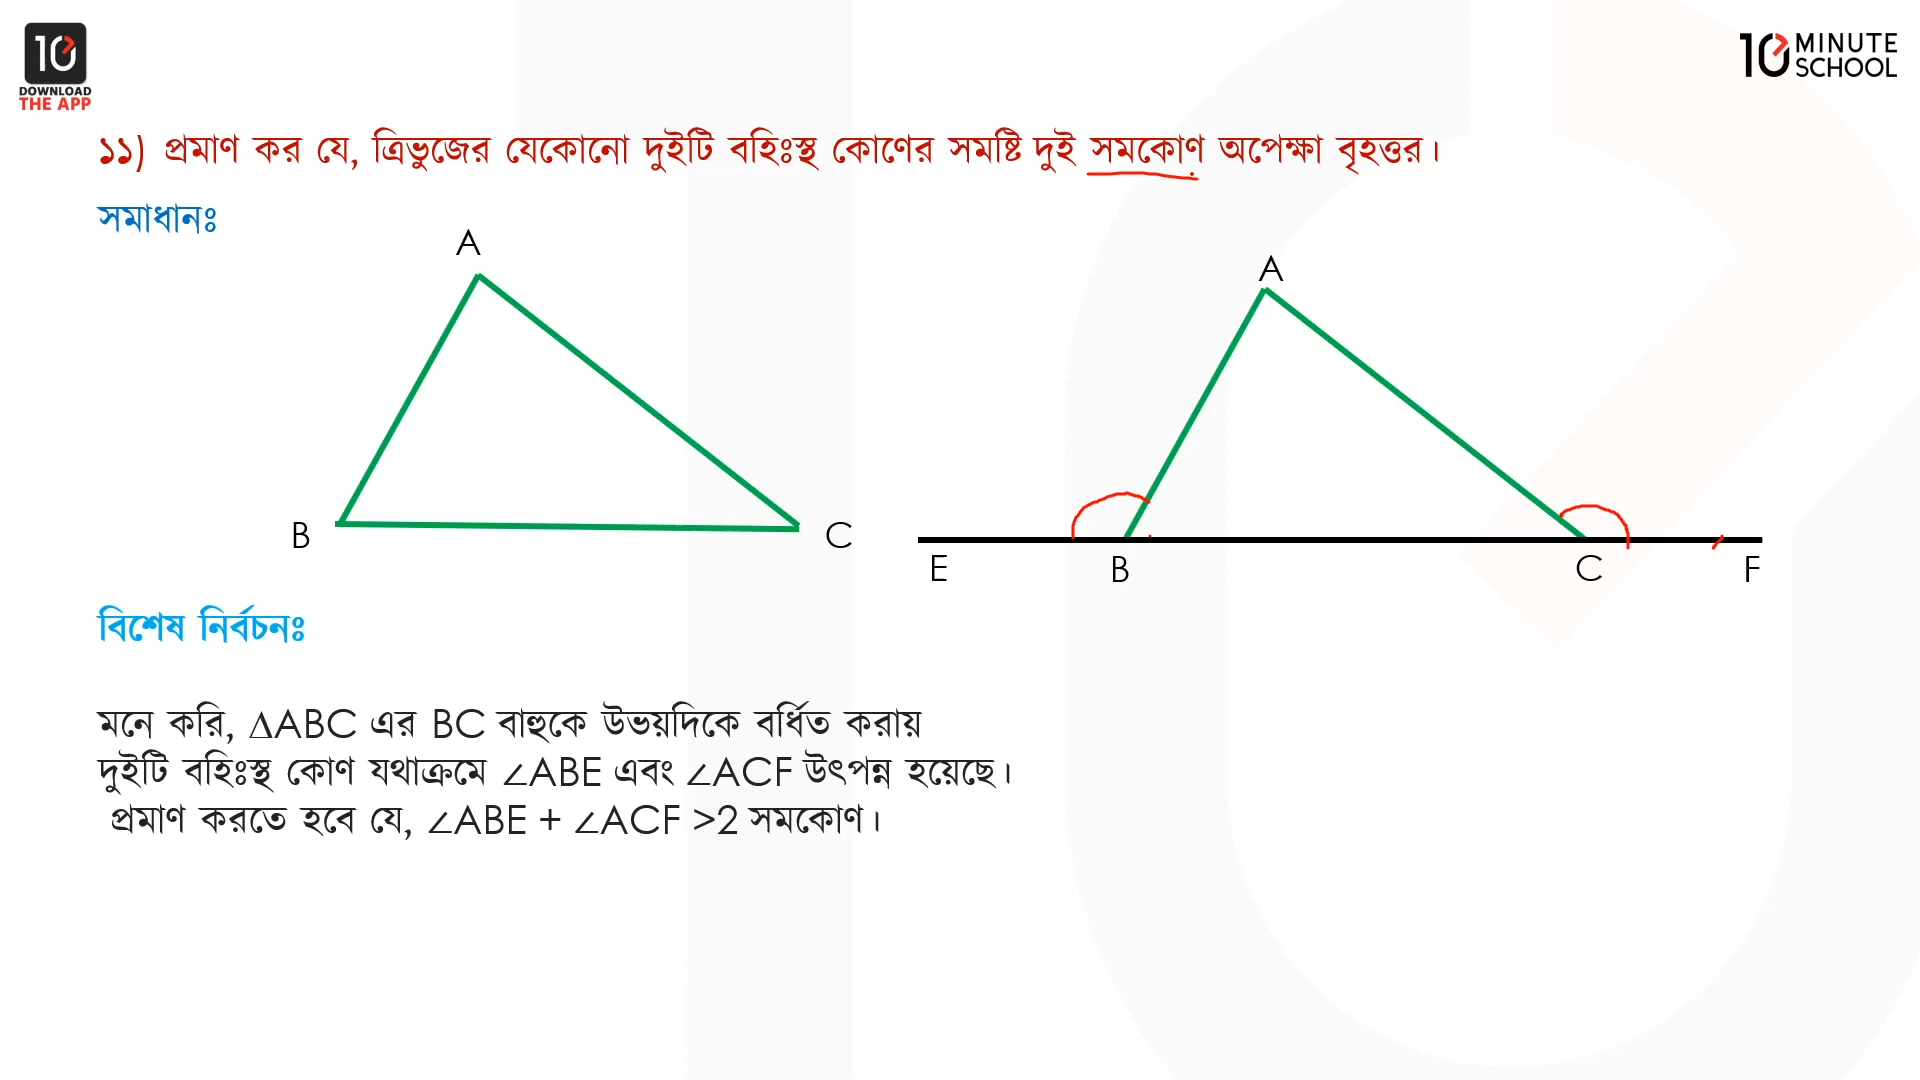 10
DOWNLOAD
THE APP
10 MINUTE
SCHOOL
১১) প্রমাণ কর যে, ত্রিভুজের যেকোনো দুইটি বহিঃস্থ কোণের সমষ্টি দুই সমকোণ অপেক্ষা বৃহত্তর।
সমাধানঃ
A
B
C
A
E
B
C
F
বিশেষ নির্বচনঃ
মনে করি, ∆ABC এর BC বাহুকে উভয়দিকে বর্ধিত করায়
দুইটি বহিঃস্থ কোণ যথাক্রমে ∠ABE এবং ∠ACF উৎপন্ন হয়েছে।
প্রমাণ করতে হবে যে, ∠ABE + ∠ACF >2 সমকোণ।